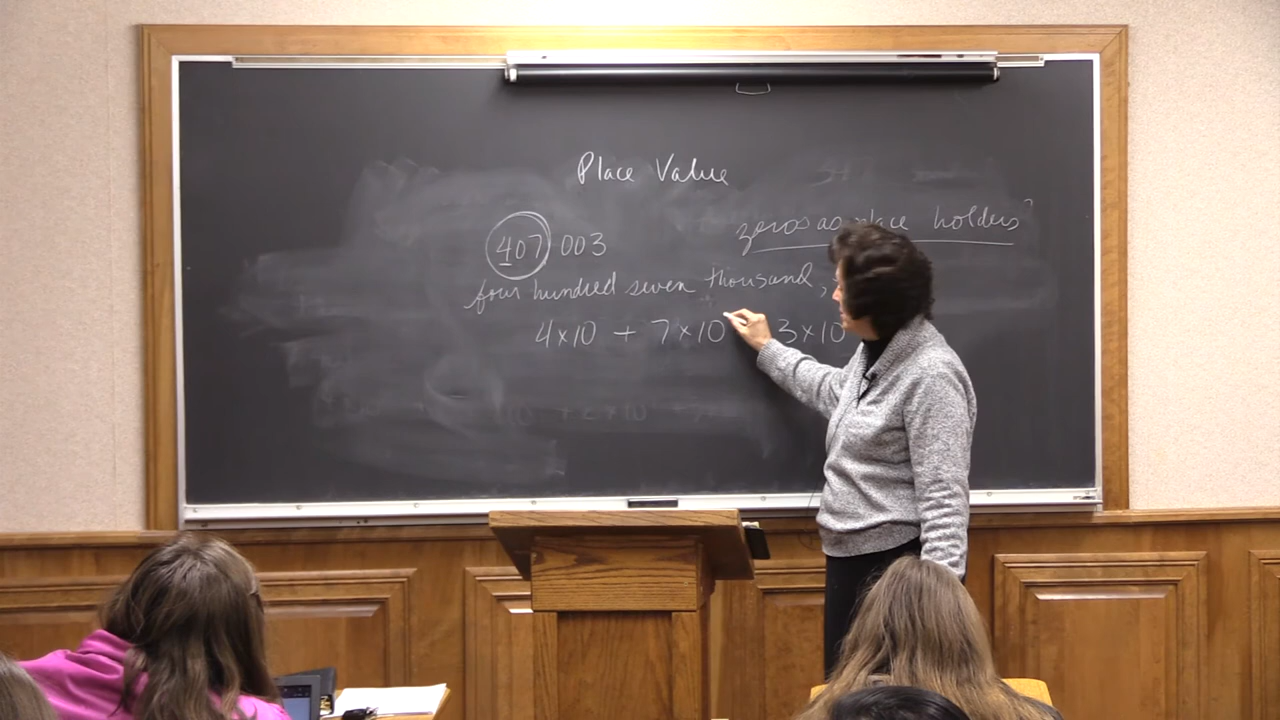 Place Value
zeros as place holders
407 003
four hundred seven thousand,
4×10 + 7×10 3×10